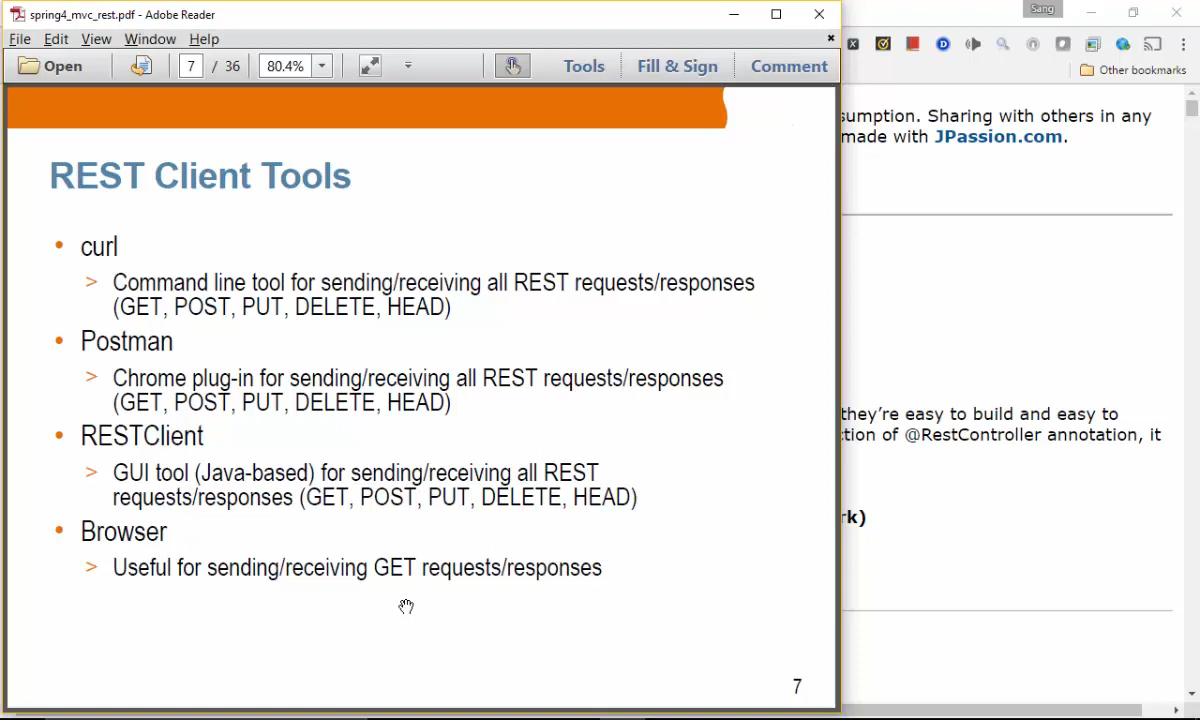 spring4_mvc_rest.pdf - Adobe Reader
Sang
File Edit View Window Help
Open 7 / 36 80.4% Tools Fill & Sign Comment
Other bookmarks
sumption. Sharing with others in any
made with JPassion.com.
REST Client Tools
• curl
> Command line tool for sending/receiving all REST requests/responses
(GET, POST, PUT, DELETE, HEAD)
• Postman
> Chrome plug-in for sending/receiving all REST requests/responses
(GET, POST, PUT, DELETE, HEAD)
• RESTClient
> GUI tool (Java-based) for sending/receiving all REST
requests/responses (GET, POST, PUT, DELETE, HEAD)
• Browser
> Useful for sending/receiving GET requests/responses
7
they're easy to build and easy to
ction of @RestController annotation, it
rk)